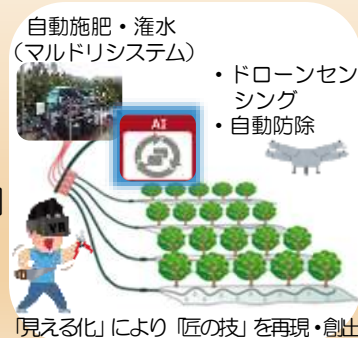 自動施肥・潅水
（マルドリシステム）
・ドローンセン
シング
・自動防除
AI
VR
「見える化」により「匠の技」を再現・創出